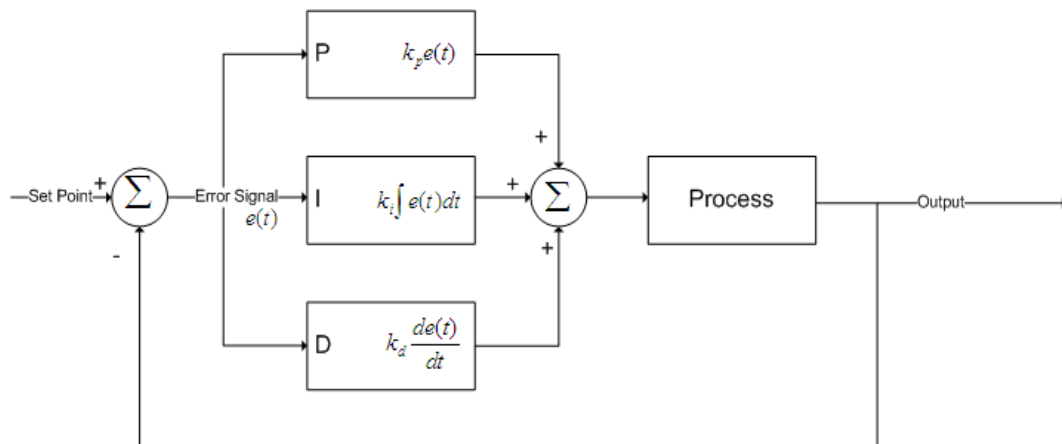 P k_p e(t)
+
Set Point + Σ Error Signal e(t)
I k_i ∫ e(t)dt + Σ Process Output
-
+
D k_d de(t)/dt